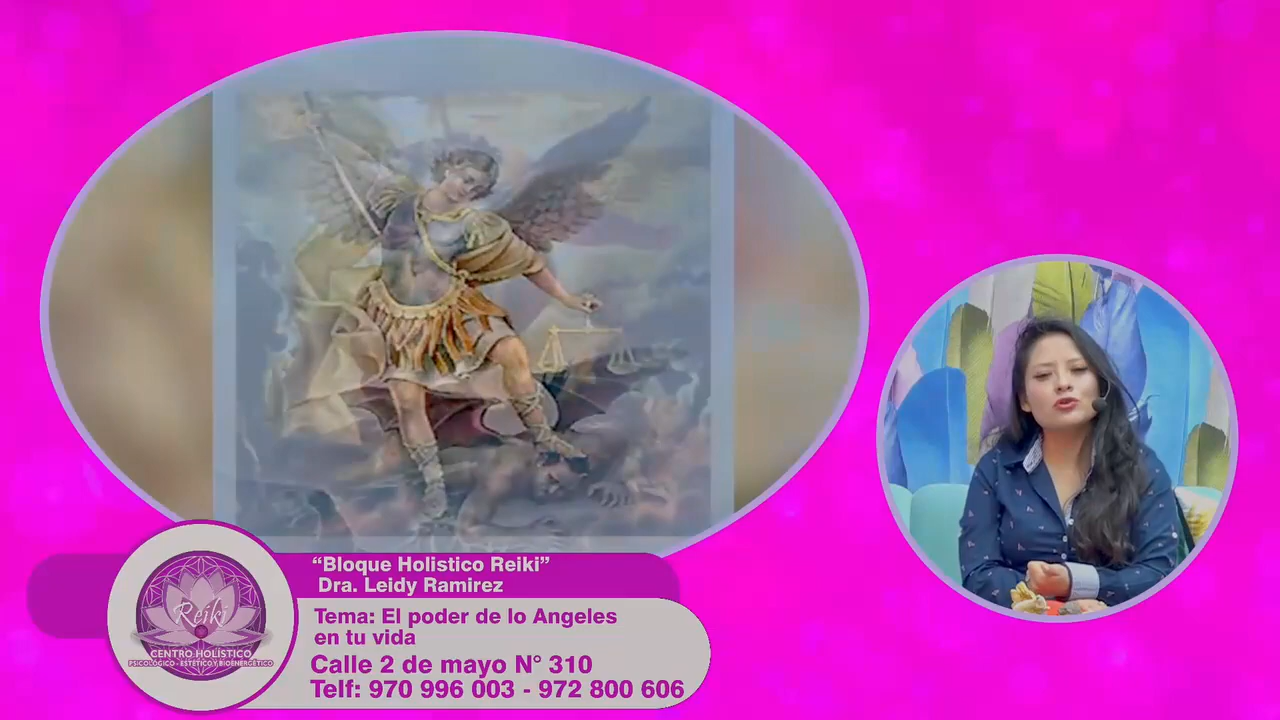 “Bloque Holistico Reiki”
Dra. Leidy Ramirez
Tema: El poder de lo Angeles
en tu vida
Calle 2 de mayo N° 310
Telf: 970 996 003 - 972 800 606
Reiki
CENTRO HOLÍSTICO
PSICOLÓGICO - ESTÉTICO Y BIOENERGÉTICO